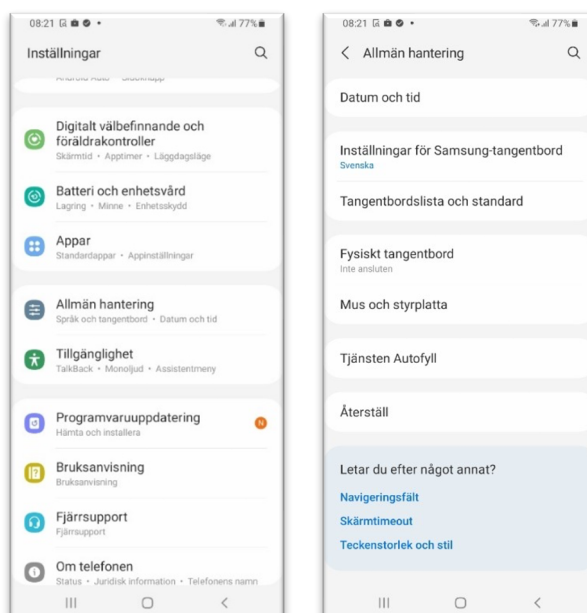 08:21 77%
Inställningar
Android Auto • Sidoknapp
Digitalt välbefinnande och
föräldrakontroller
Skärmtid • Apptimer • Läggdagsläge
Batteri och enhetsvård
Lagring • Minne • Enhetsskydd
Appar
Standardappar • Appinställningar
Allmän hantering
Språk och tangentbord • Datum och tid
Tillgänglighet
TalkBack • Monoljud • Assistentmeny
Programvaruuppdatering
N
Hämta och installera
Bruksanvisning
Bruksanvisning
Fjärrsupport
Fjärrsupport
Om telefonen
Status • Juridisk information • Telefonens namn
08:21 77%
Allmän hantering
Datum och tid
Inställningar för Samsung-tangentbord
Svenska
Tangentbordslista och standard
Fysiskt tangentbord
Inte ansluten
Mus och styrplatta
Tjänsten Autofyll
Återställ
Letar du efter något annat?
Navigeringsfält
Skärmtimeout
Teckenstorlek och stil